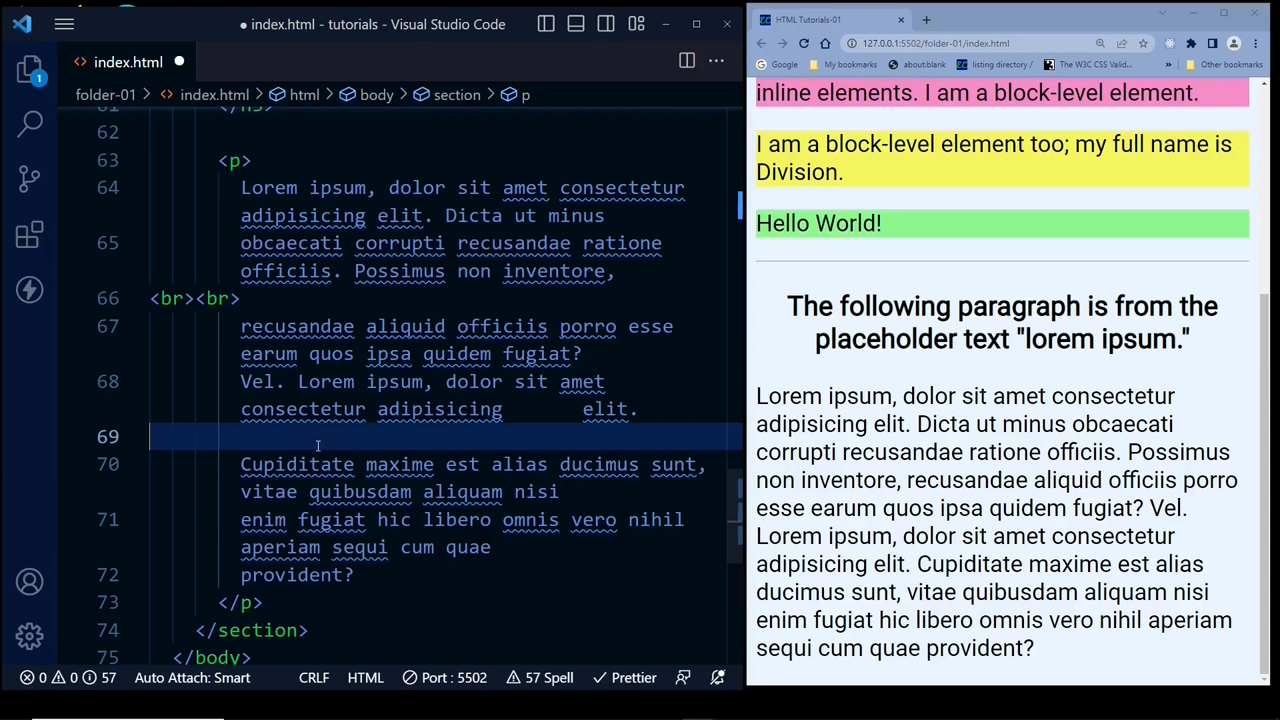 index.html - tutorials - Visual Studio Code
index.html
folder-01 > index.html > html > body > section > p
62
63 <p>
64 Lorem ipsum, dolor sit amet consectetur
adipisicing elit. Dicta ut minus
65 obcaecati corrupti recusandae ratione
officiis. Possimus non inventore,
66 <br><br>
67 recusandae aliquid officiis porro esse
earum quos ipsa quidem fugiat?
68 Vel. Lorem ipsum, dolor sit amet
consectetur adipisicing elit.
69
70 Cupiditate maxime est alias ducimus sunt,
vitae quibusdam aliquam nisi
71 enim fugiat hic libero omnis vero nihil
aperiam sequi cum quae
72 provident?
73 </p>
74 </section>
75 </body>
1
0 0 57 Auto Attach: Smart CRLF HTML Port : 5502 57 Spell Prettier
HTML Tutorials-01
127.0.0.1:5502/folder-01/index.html
Google My bookmarks about:blank listing directory / The W3C CSS Valid... » Other bookmarks
inline elements. I am a block-level element.
I am a block-level element too; my full name is
Division.
Hello World!
The following paragraph is from the
placeholder text "lorem ipsum."
Lorem ipsum, dolor sit amet consectetur
adipisicing elit. Dicta ut minus obcaecati
corrupti recusandae ratione officiis. Possimus
non inventore, recusandae aliquid officiis porro
esse earum quos ipsa quidem fugiat? Vel.
Lorem ipsum, dolor sit amet consectetur
adipisicing elit. Cupiditate maxime est alias
ducimus sunt, vitae quibusdam aliquam nisi
enim fugiat hic libero omnis vero nihil aperiam
sequi cum quae provident?